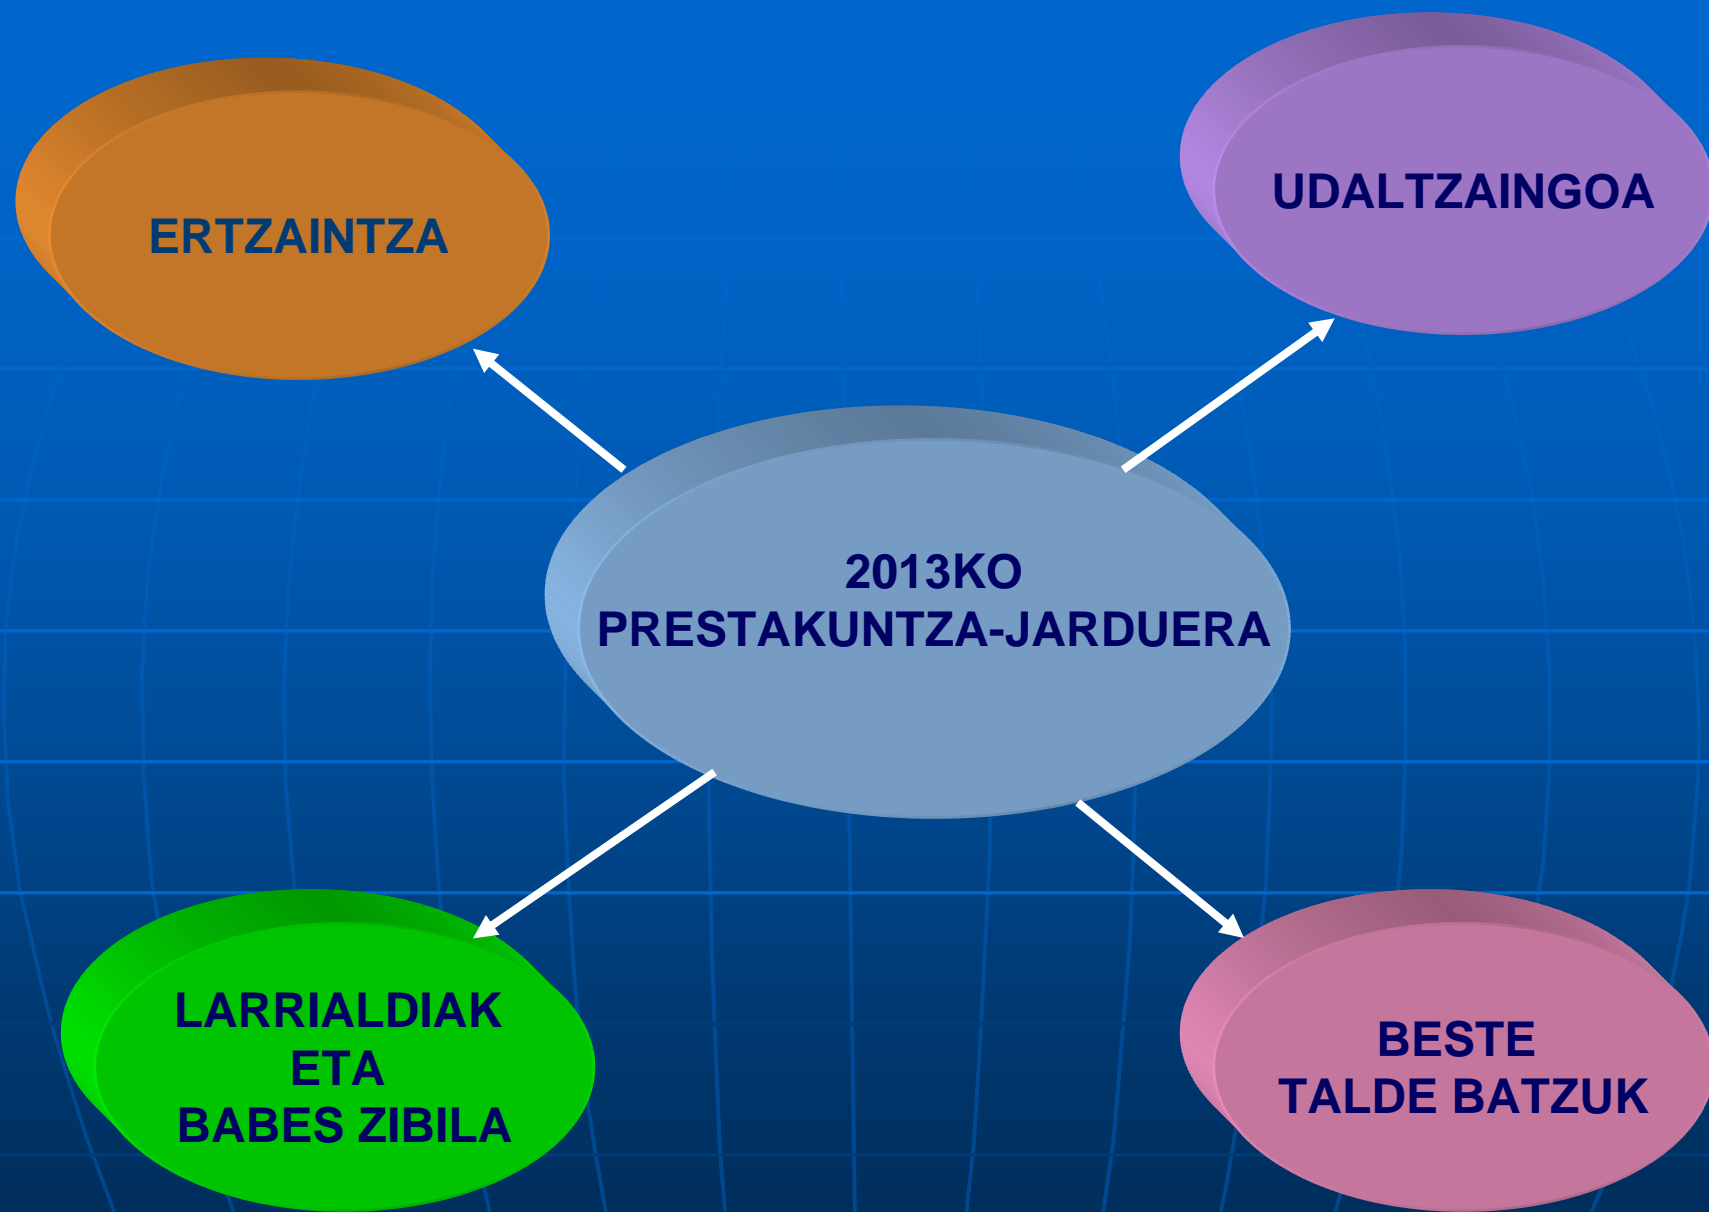 ERTZAINTZA
UDALTZAINGOA
2013KO
PRESTAKUNTZA-JARDUERA
LARRIALDIAK
ETA
BABES ZIBILA
BESTE
TALDE BATZUK